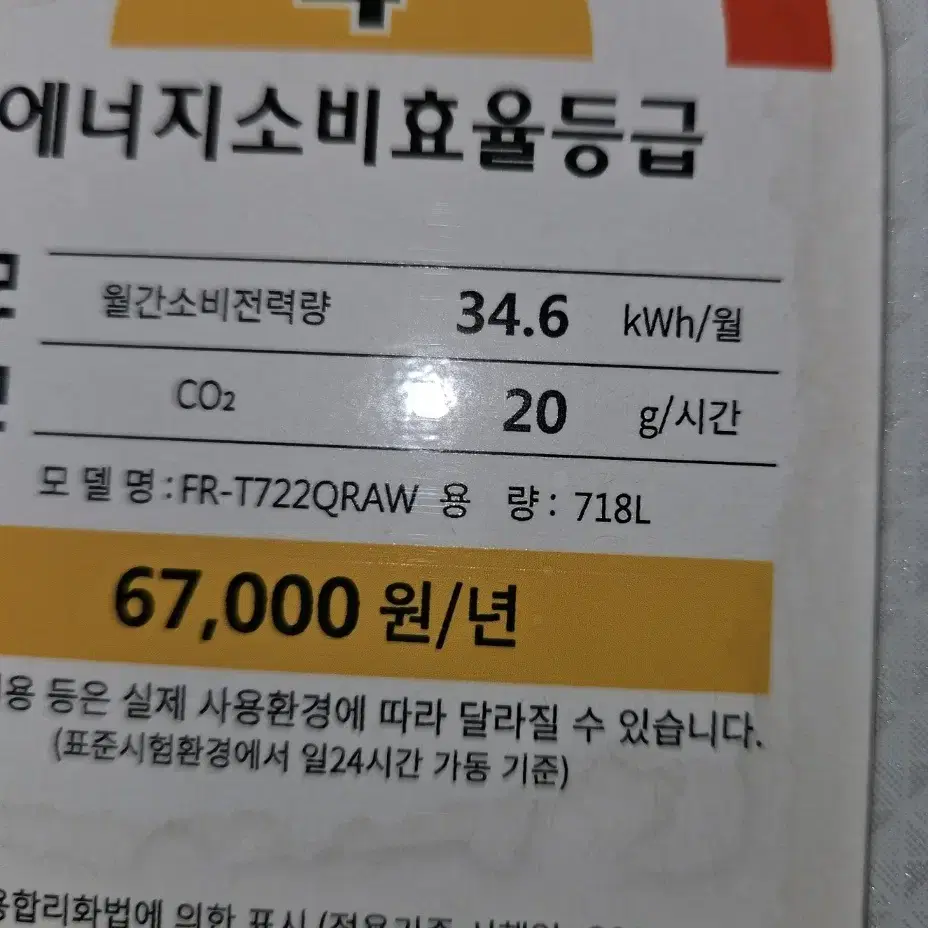 4
에너지소비효율등급
월간소비전력량 34.6 kWh/월
CO₂ 20 g/시간
모델명:FR-T722QRAW 용 량: 718L
67,000 원/년
용 등은 실제 사용환경에 따라 달라질 수 있습니다.
(표준시험환경에서 일24시간 가동 기준)
용합리화법에 의한 표시